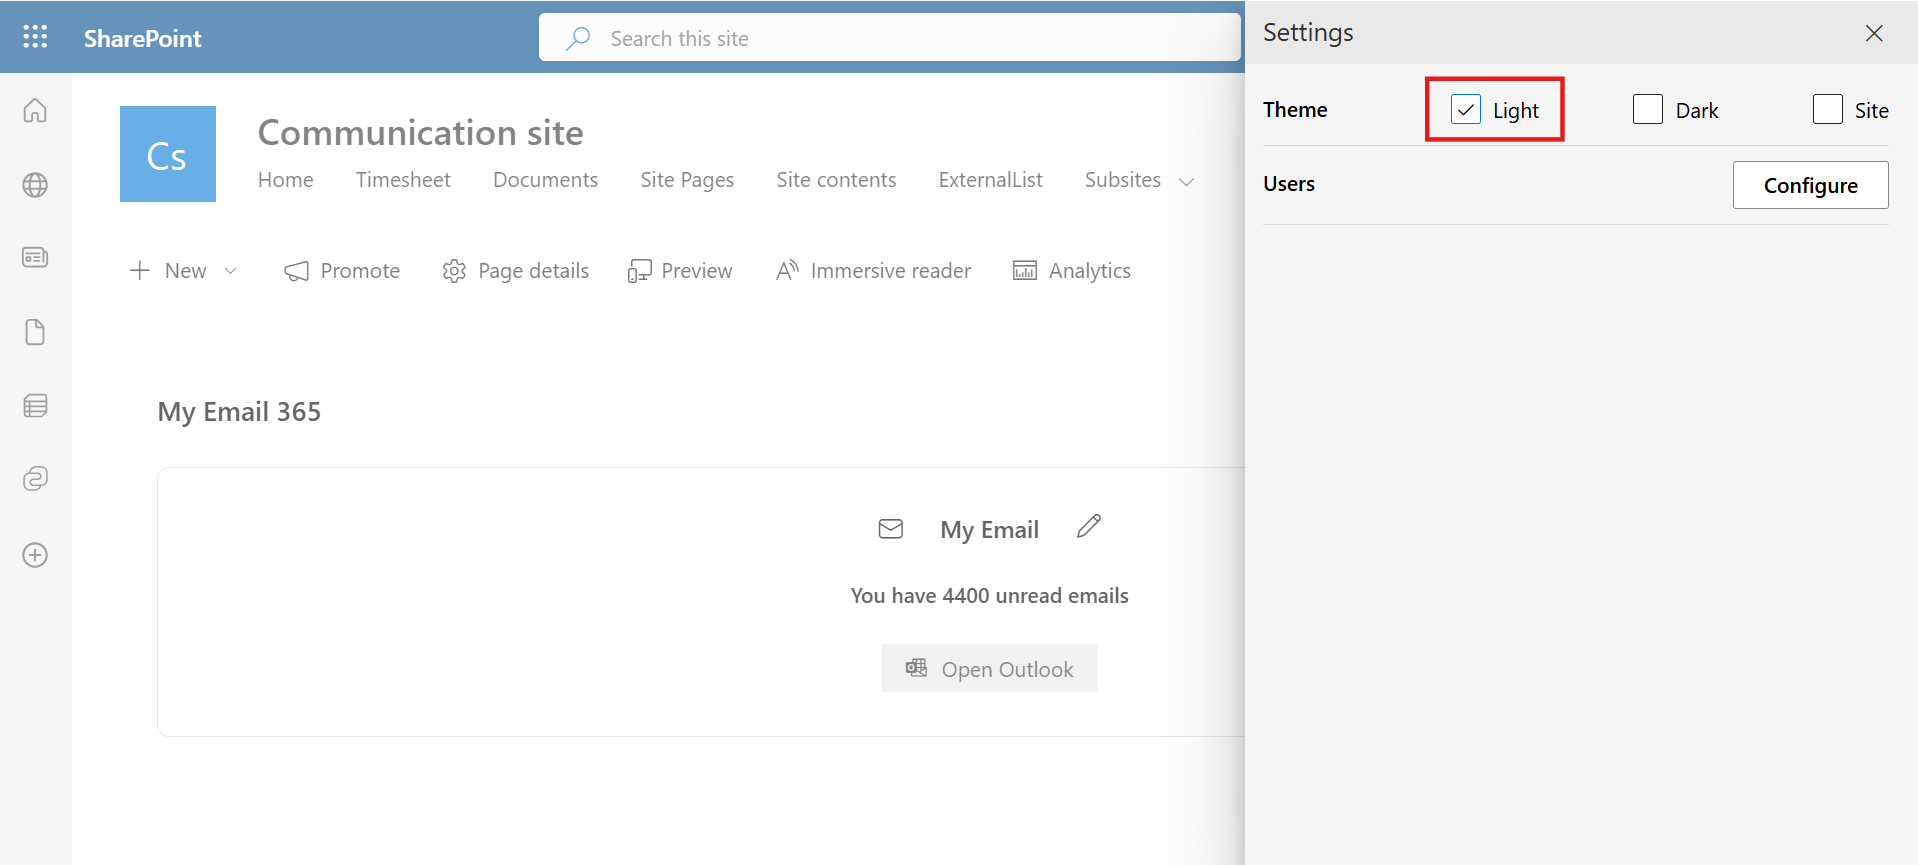 SharePoint
Search this site
Settings
Theme
Light
Dark
Site
Users
Configure
Cs
Communication site
Home Timesheet Documents Site Pages Site contents ExternalList Subsites
New Promote Page details Preview Immersive reader Analytics
My Email 365
My Email
You have 4400 unread emails
Open Outlook